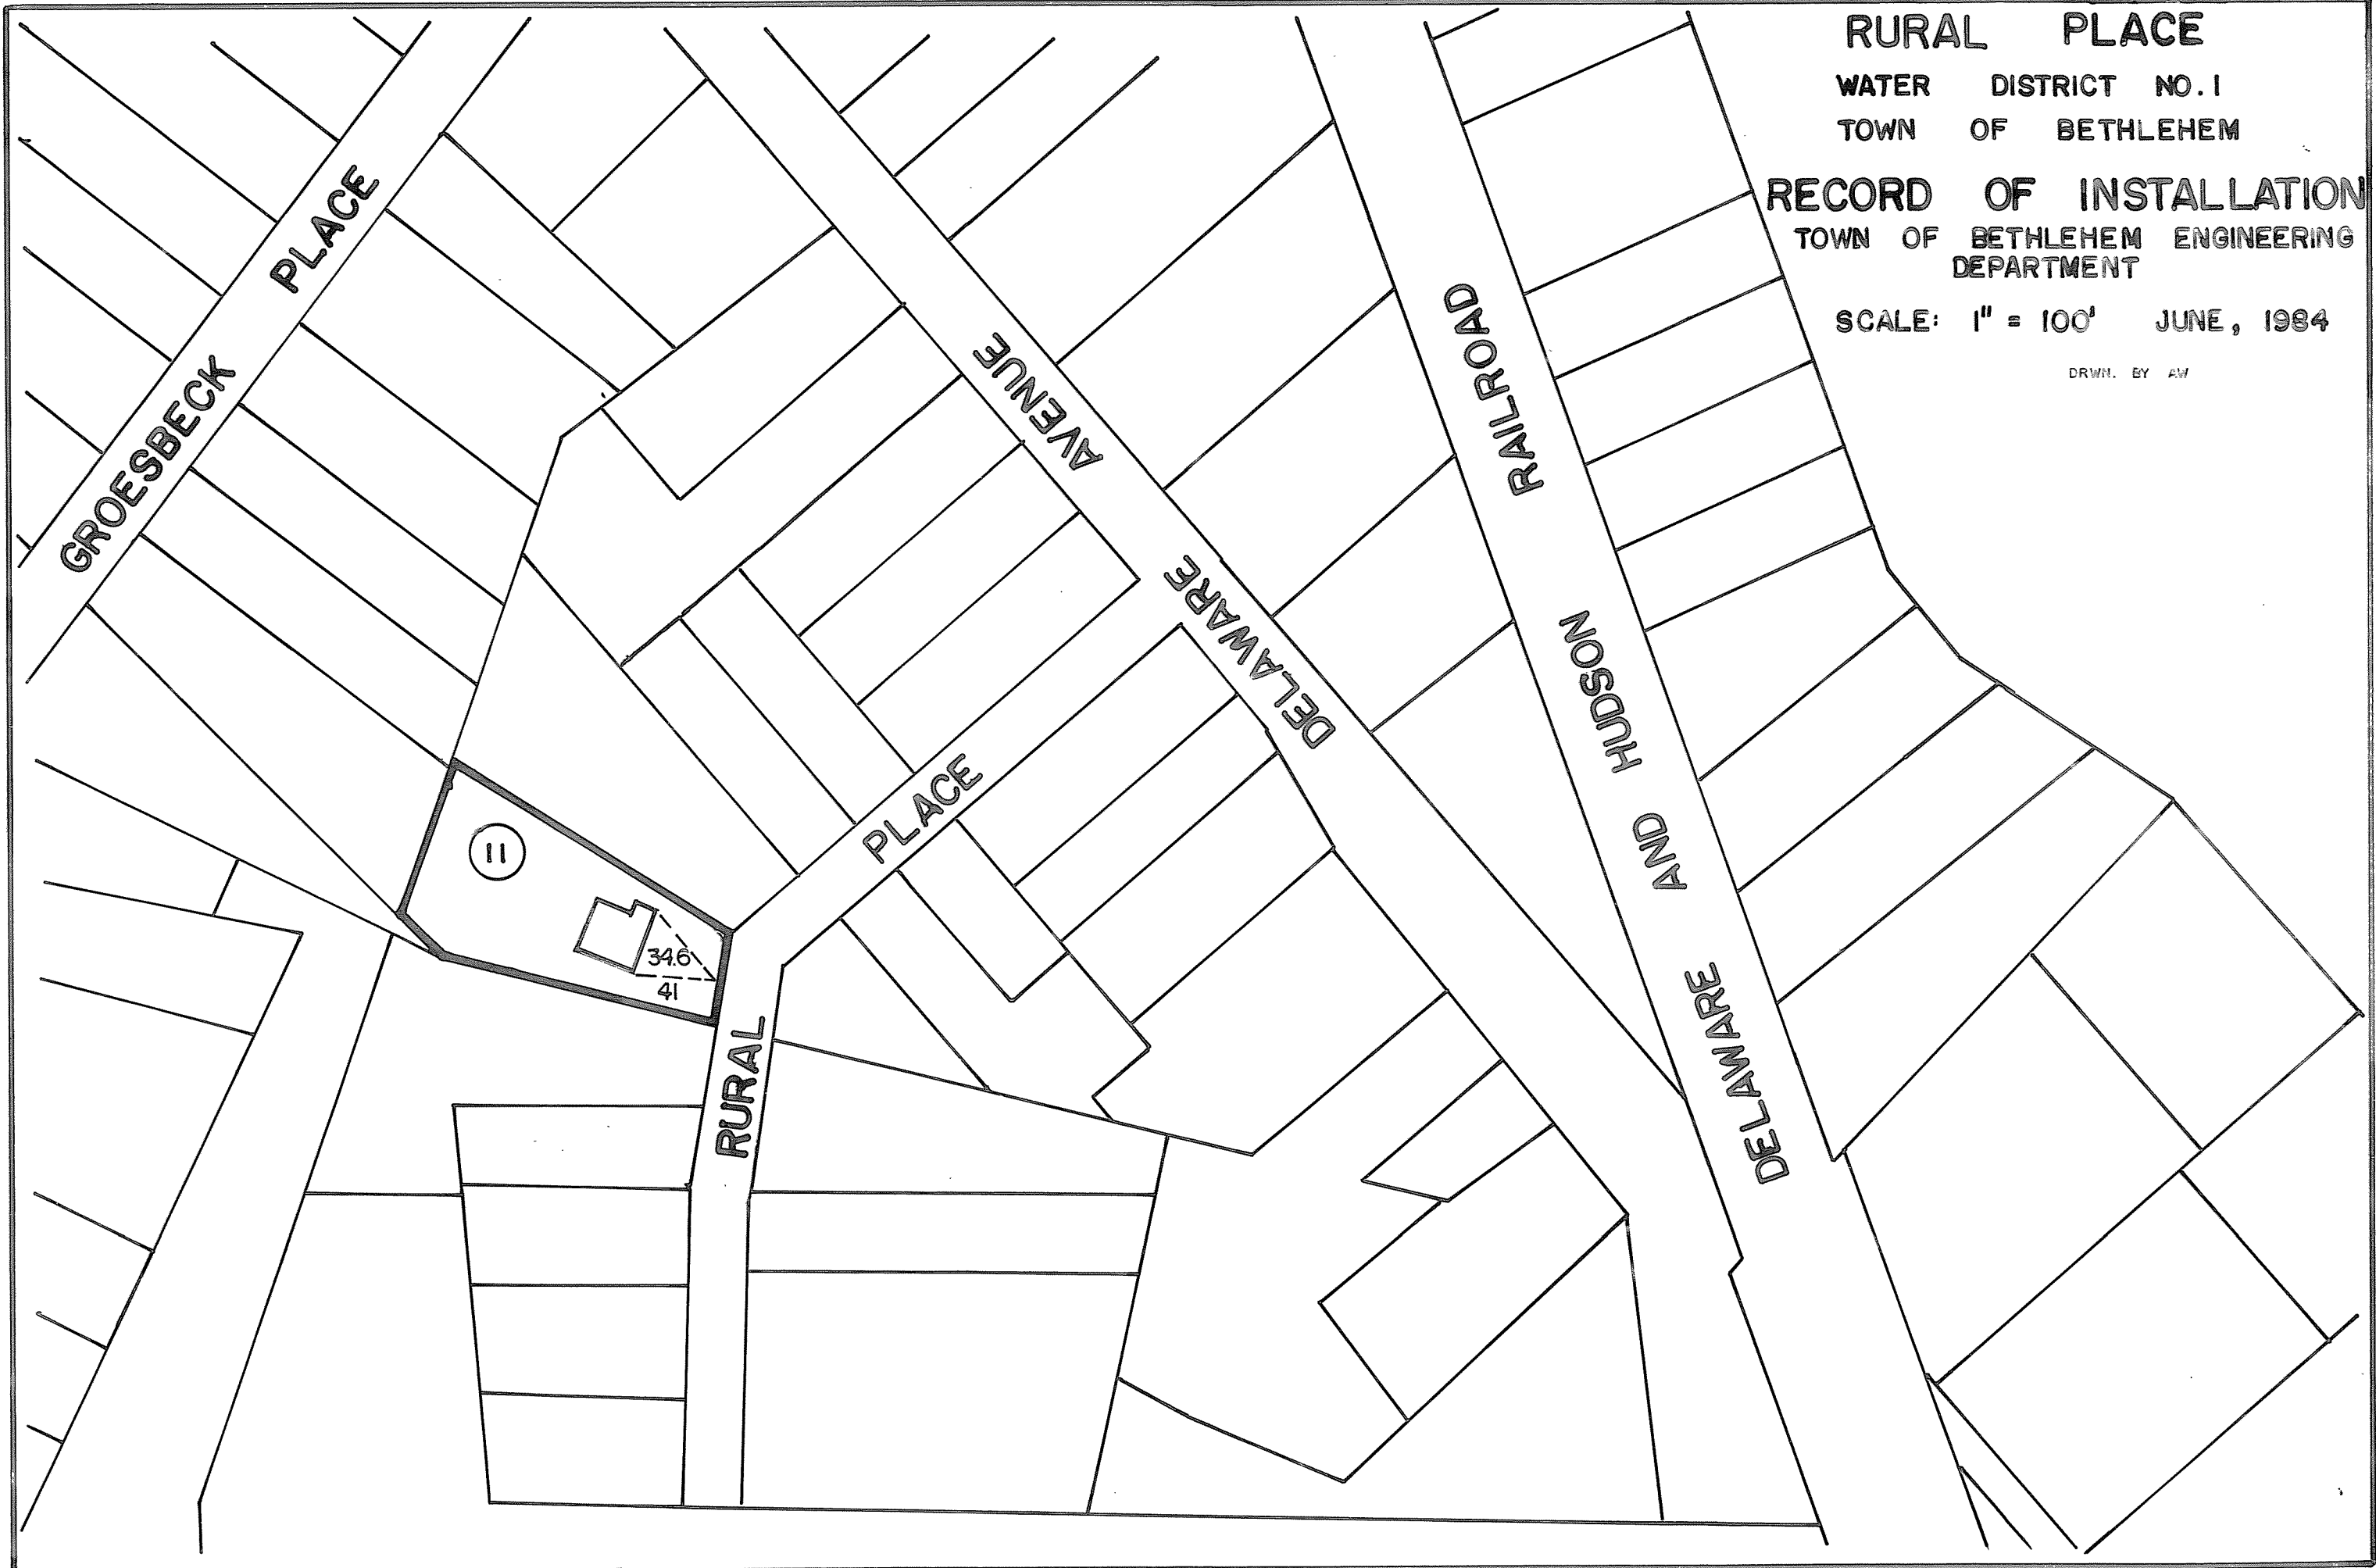 RURAL PLACE
WATER DISTRICT NO. 1
TOWN OF BETHLEHEM
RECORD OF INSTALLATION
TOWN OF BETHLEHEM ENGINEERING
DEPARTMENT
SCALE: 1" = 100' JUNE, 1984
DRWN. BY AW
GROESBECK PLACE
DELAWARE AVENUE
DELAWARE AND HUDSON RAILROAD
RURAL PLACE
11
34.6
41